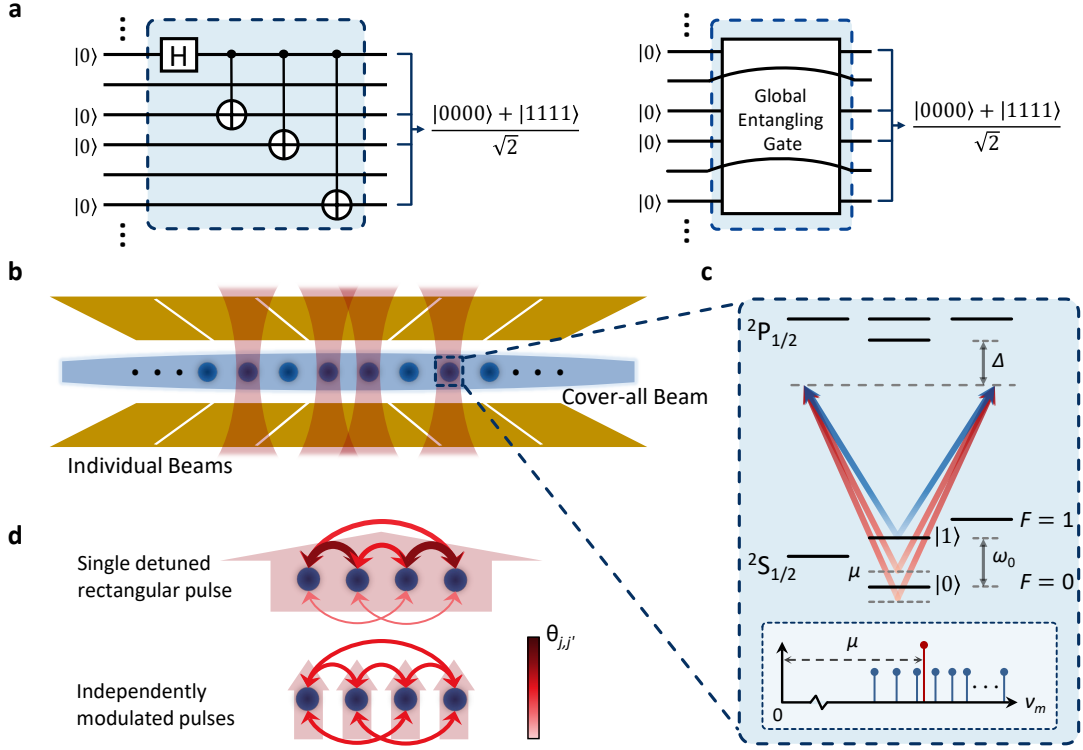 a
|0⟩ H
|0⟩
|0⟩
|0⟩
|0000⟩ + |1111⟩
√2
|0⟩
|0⟩
|0⟩
|0⟩
Global
Entangling
Gate
|0000⟩ + |1111⟩
√2
b
Cover-all Beam
Individual Beams
c
²P₁/₂
Δ
|1⟩
F = 1
²S₁/₂
μ
ω₀
|0⟩
F = 0
μ
0
ν_m
d
Single detuned
rectangular pulse
Independently
modulated pulses
θ_{j,j'}